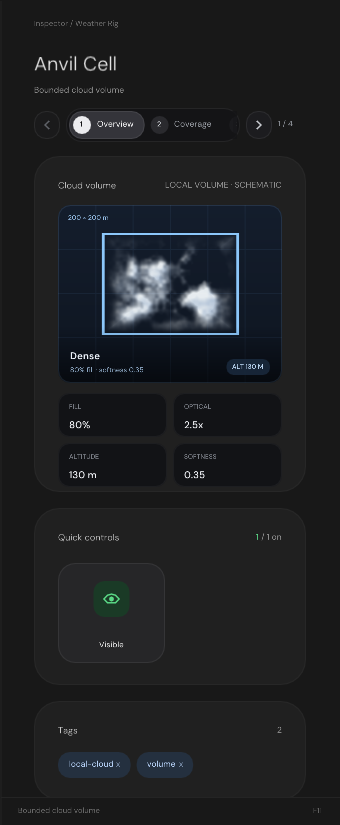 Inspector / Weather Rig
Anvil Cell
Bounded cloud volume
1 Overview 2 Coverage 1 / 4
Cloud volume LOCAL VOLUME · SCHEMATIC
200 × 200 m
Dense
80% fill · softness 0.35 ALT 130 M
FILL OPTICAL
80% 2.5x
ALTITUDE SOFTNESS
130 m 0.35
Quick controls 1 / 1 on
Visible
Tags 2
local-cloud x volume x
Bounded cloud volume